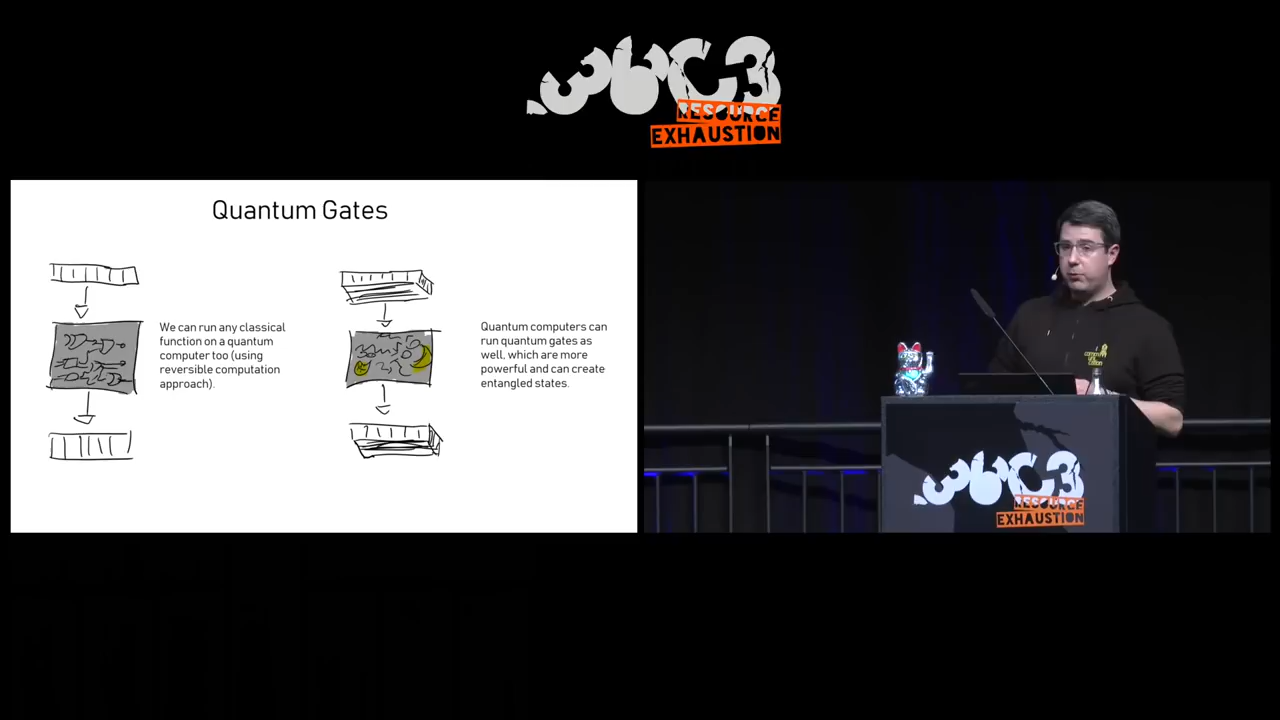 36C3
RESOURCE
EXHAUSTION
Quantum Gates
We can run any classical
function on a quantum
computer too (using
reversible computation
approach).
Quantum computers can
run quantum gates as
well, which are more
powerful and can create
entangled states.
36C3
RESOURCE
EXHAUSTION